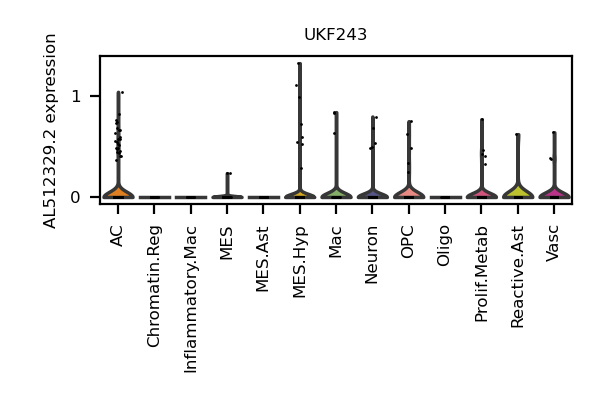 UKF243
AL512329.2 expression
1
0
AC
Chromatin.Reg
Inflammatory.Mac
MES
MES.Ast
MES.Hyp
Mac
Neuron
OPC
Oligo
Prolif.Metab
Reactive.Ast
Vasc